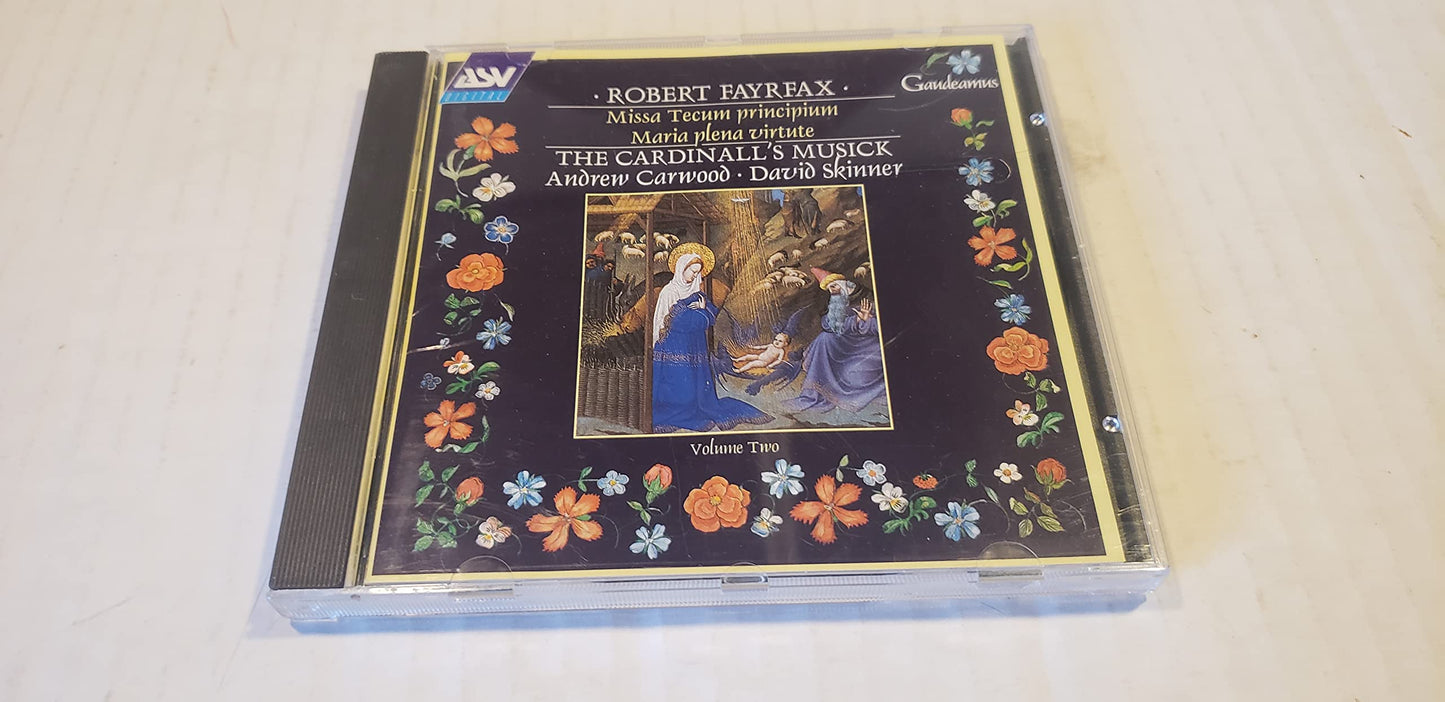 ASV
DIGITAL
· ROBERT FAYRFAX ·
Gaudeamus
Missa Tecum principium
Maria plena virtute
THE CARDINALL'S MUSICK
Andrew Carwood · David Skinner
Volume Two